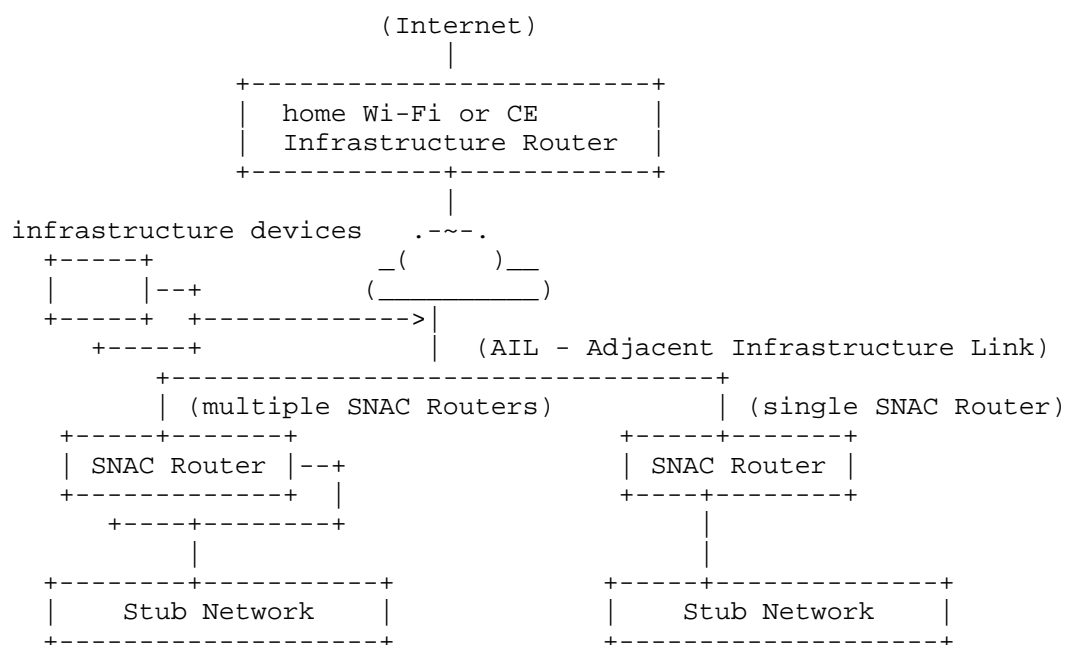 (Internet)
home Wi-Fi or CE
Infrastructure Router
infrastructure devices
(AIL - Adjacent Infrastructure Link)
(multiple SNAC Routers) (single SNAC Router)
SNAC Router SNAC Router
Stub Network Stub Network